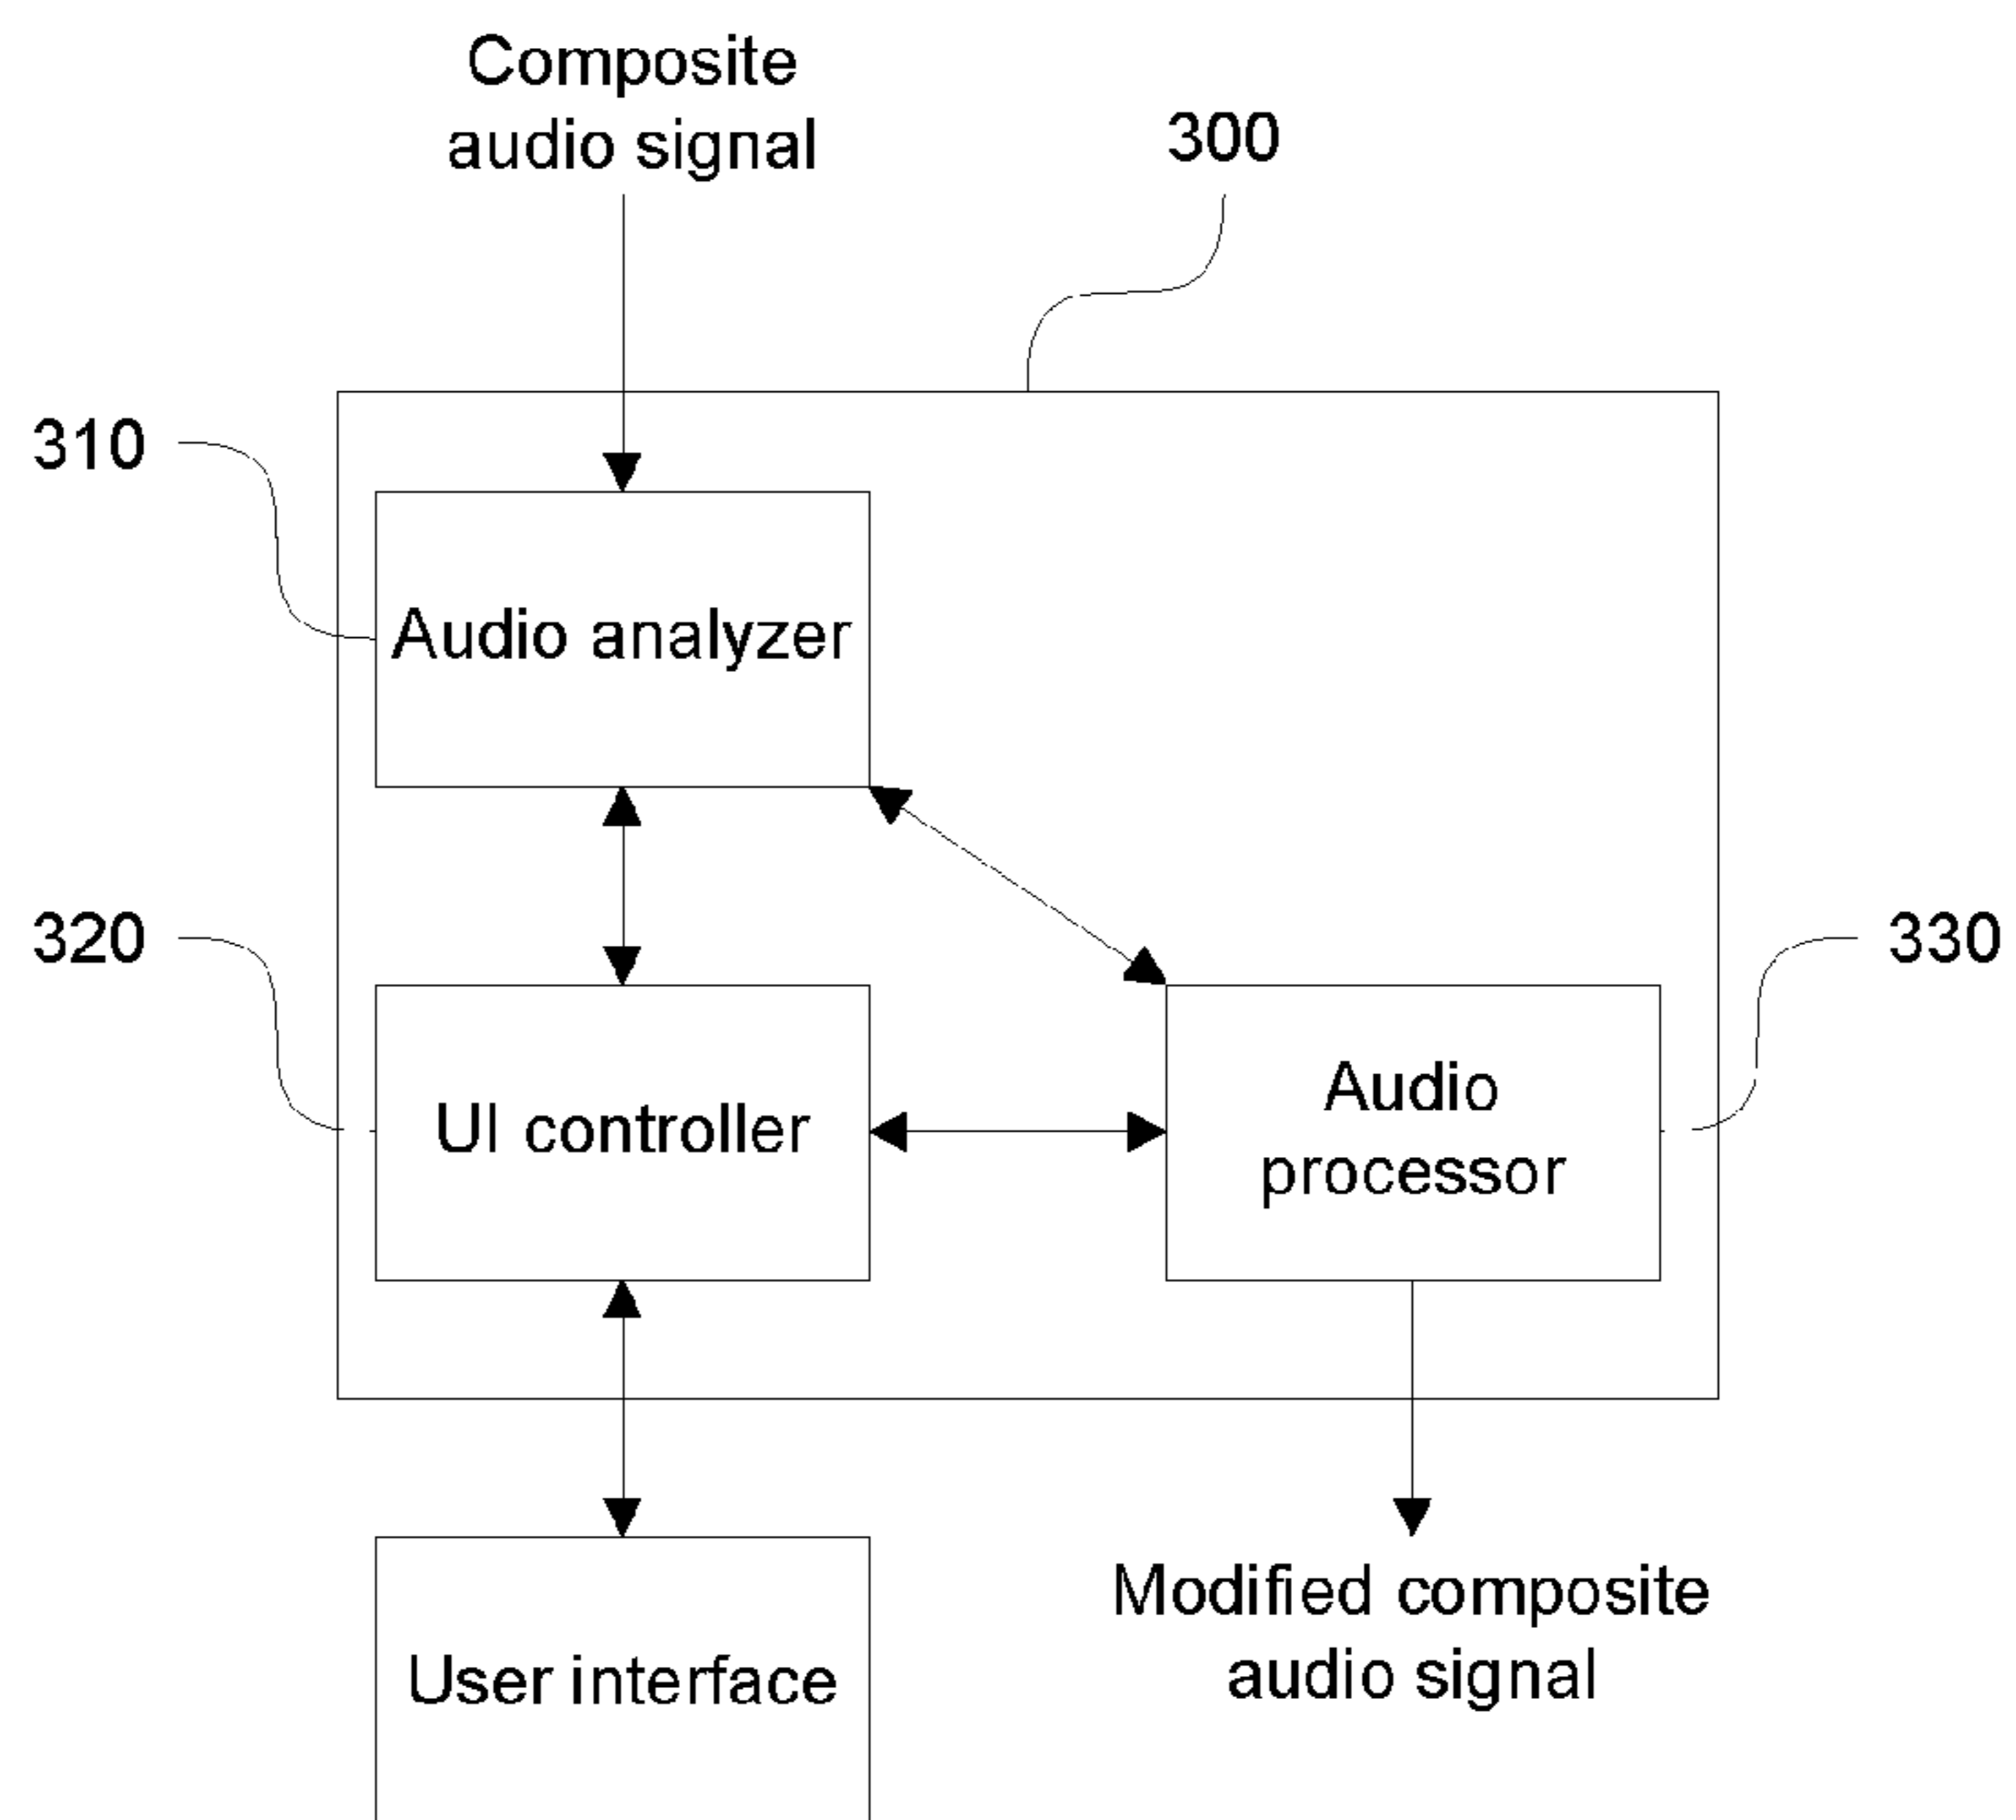 Composite
audio signal
300
310
Audio analyzer
320
330
UI controller
Audio
processor
Modified composite
audio signal
User interface